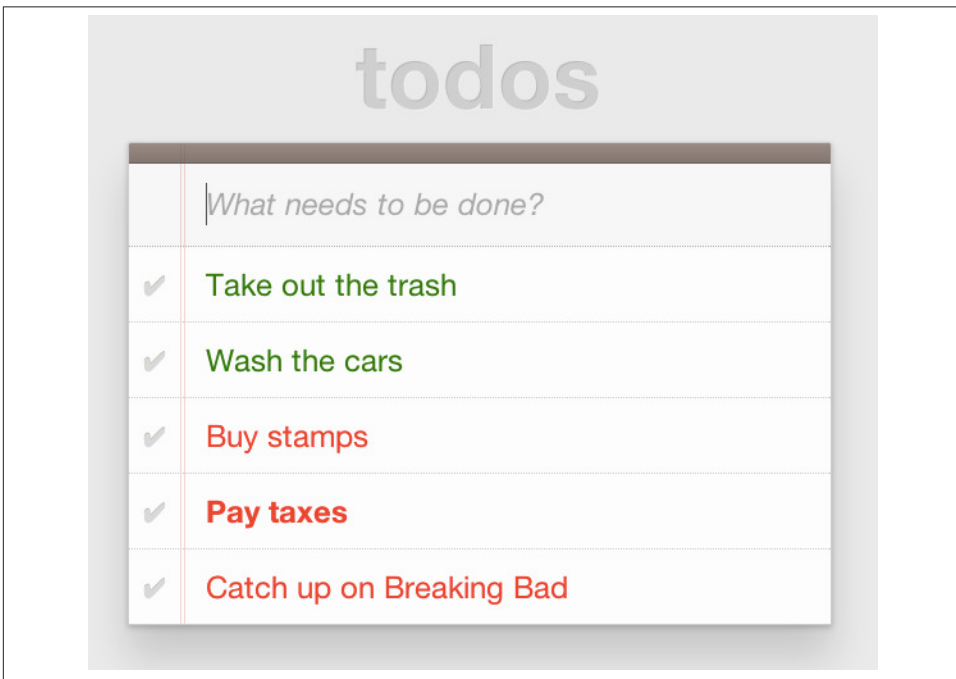 todos
What needs to be done?
Take out the trash
Wash the cars
Buy stamps
Pay taxes
Catch up on Breaking Bad